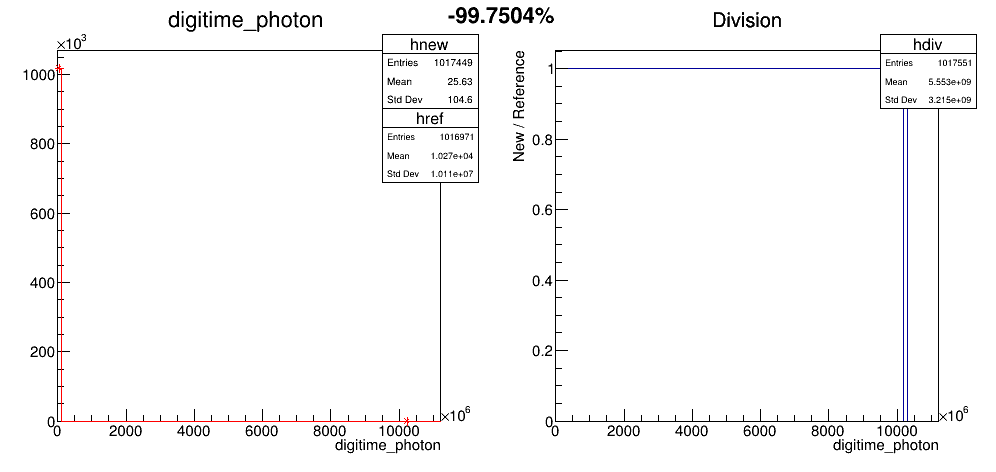 digitime_photon
-99.7504%
Division
×10³
hnew
Entries 1017449
Mean 25.63
Std Dev 104.6
href
Entries 1016971
Mean 1.027e+04
Std Dev 1.011e+07
1000
800
600
400
200
0
0 2000 4000 6000 8000 10000
×10⁶
digitime_photon
hdiv
Entries 1017551
Mean 5.553e+09
Std Dev 3.215e+09
New / Reference
1
0.8
0.6
0.4
0.2
0
0 2000 4000 6000 8000 10000
×10⁶
digitime_photon